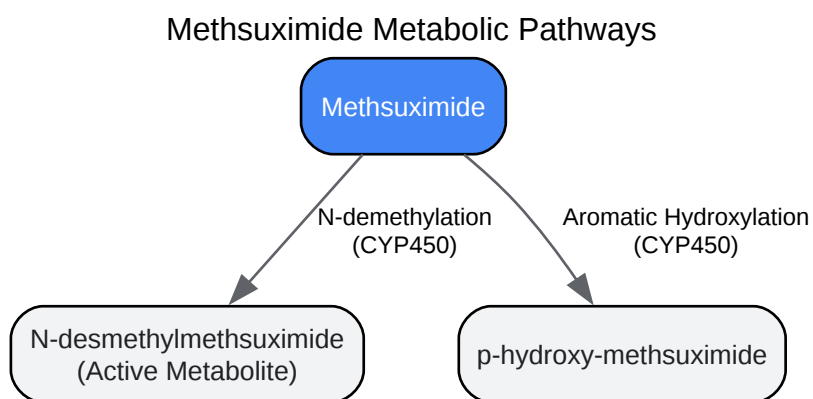 Methsuximide Metabolic Pathways
Methsuximide
N-demethylation
(CYP450)
Aromatic Hydroxylation
(CYP450)
N-desmethylmethsuximide
(Active Metabolite)
p-hydroxy-methsuximide